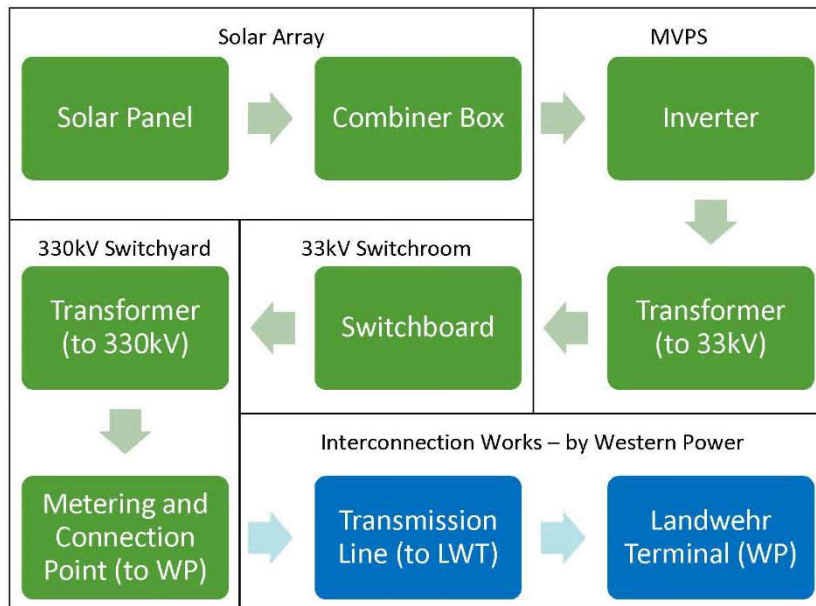 Solar Array
MVPS
Solar Panel
Combiner Box
Inverter
330kV Switchyard
33kV Switchroom
Transformer
(to 330kV)
Switchboard
Transformer
(to 33kV)
Interconnection Works – by Western Power
Metering and
Connection
Point (to WP)
Transmission
Line (to LWT)
Landwehr
Terminal (WP)